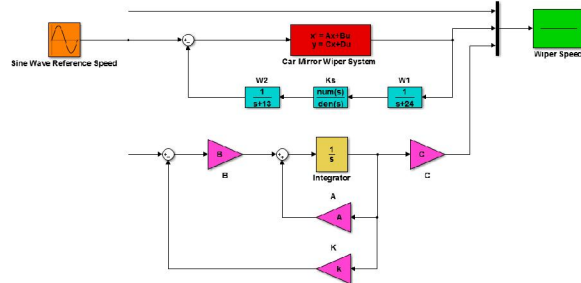 x' = Ax+Bu
y = Cx+Du
Sine Wave Reference Speed
Car Mirror Wiper System
Wiper Speed
W2
Ks
W1
1
s+13
num(s)
den(s)
1
s+24
B
1
s
C
B
Integrator
C
A
A
K
k